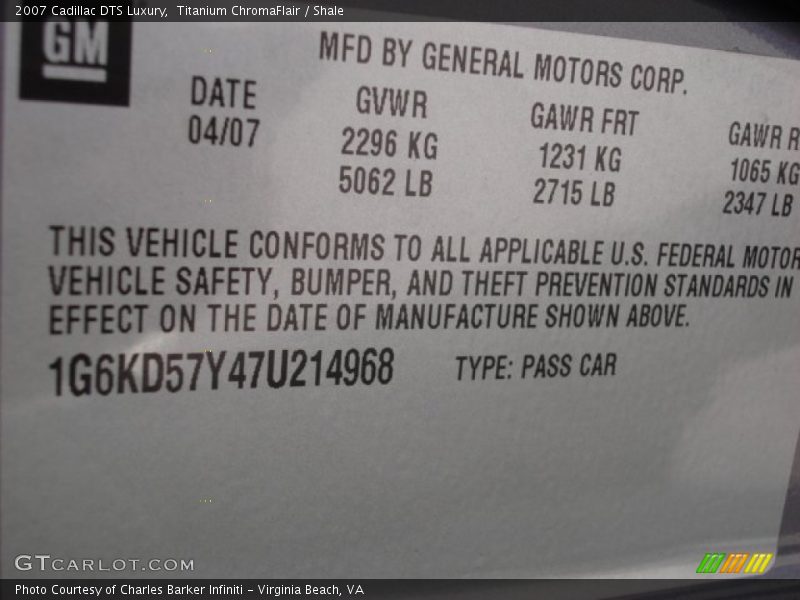 2007 Cadillac DTS Luxury,  Titanium ChromaFlair / Shale
GM
MFD BY GENERAL MOTORS CORP.
DATE GVWR GAWR FRT GAWR R
04/07 2296 KG 1231 KG 1065 KG
5062 LB 2715 LB 2347 LB
THIS VEHICLE CONFORMS TO ALL APPLICABLE U.S. FEDERAL MOTOR
VEHICLE SAFETY, BUMPER, AND THEFT PREVENTION STANDARDS IN
EFFECT ON THE DATE OF MANUFACTURE SHOWN ABOVE.
1G6KD57Y47U214968 TYPE: PASS CAR
GTCARLOT.COM
Photo Courtesy of Charles Barker Infiniti - Virginia Beach, VA